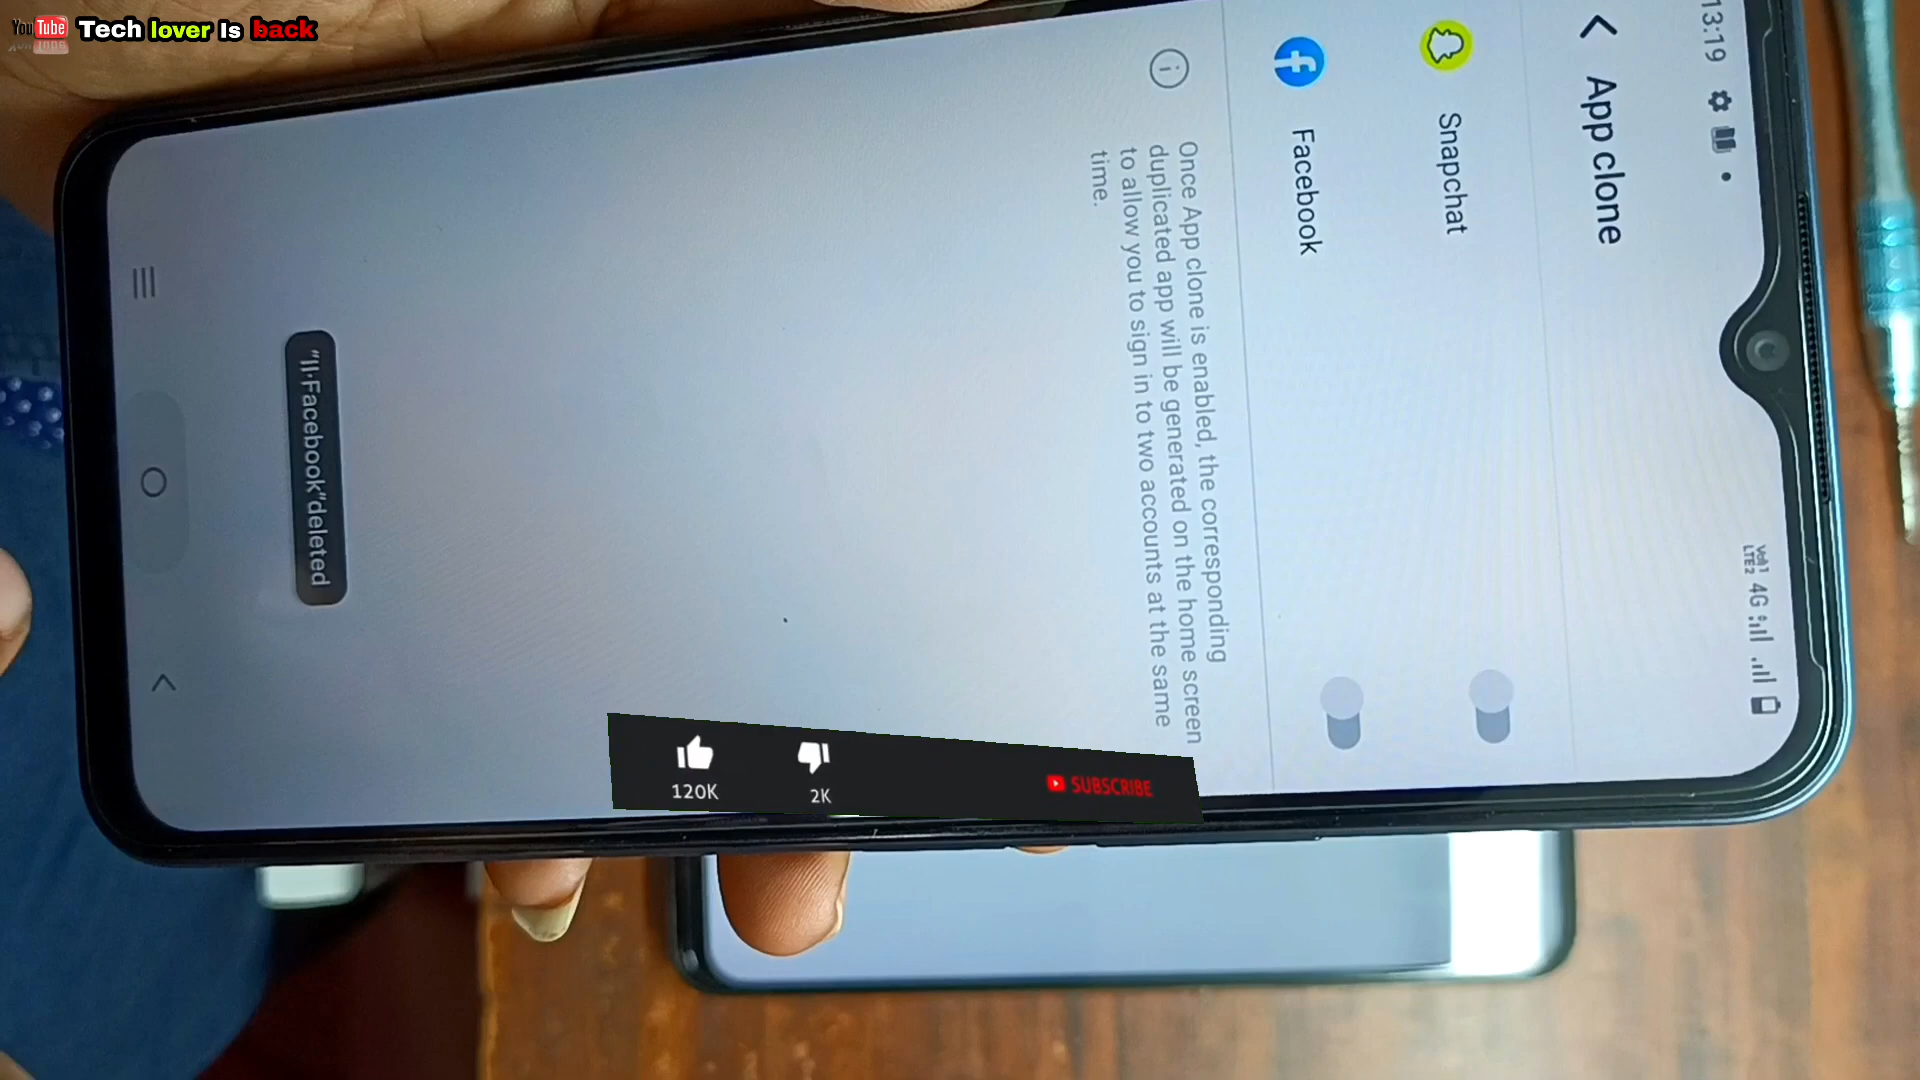 YouTube Tech lover Is back
13:19
VoLTE1 LTE2 4G
App clone
Snapchat
Facebook
Once App clone is enabled, the corresponding
duplicated app will be generated on the home screen
to allow you to sign in to two accounts at the same
time.
"II·Facebook"deleted
120K
2K
SUBSCRIBE